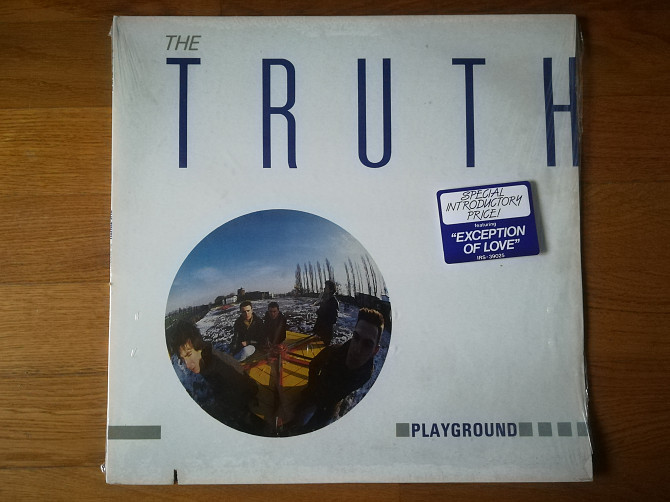 THE
TRUTH
SPECIAL
INTRODUCTORY
PRICE!
featuring
"EXCEPTION
OF LOVE"
IRS-39025
PLAYGROUND